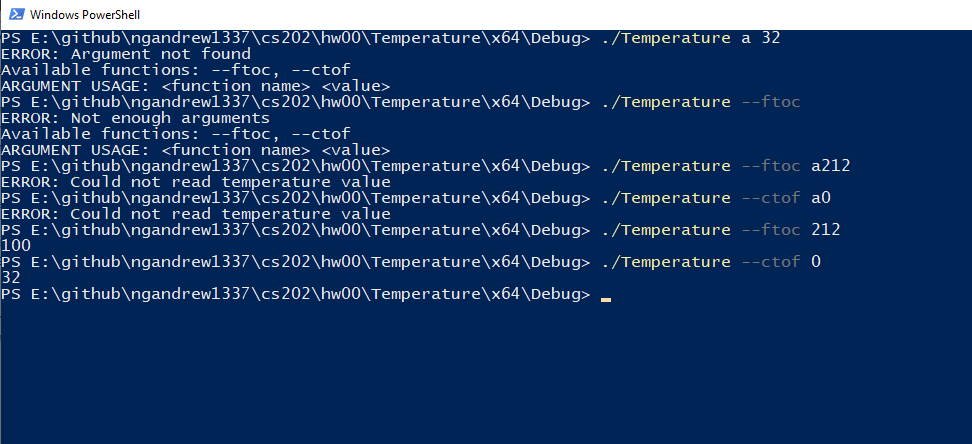 Windows PowerShell
PS E:\github\ngandrew1337\cs202\hw00\Temperature\x64\Debug> ./Temperature a 32
ERROR: Argument not found
Available functions: --ftoc, --ctof
ARGUMENT USAGE: <function name> <value>
PS E:\github\ngandrew1337\cs202\hw00\Temperature\x64\Debug> ./Temperature --ftoc
ERROR: Not enough arguments
Available functions: --ftoc, --ctof
ARGUMENT USAGE: <function name> <value>
PS E:\github\ngandrew1337\cs202\hw00\Temperature\x64\Debug> ./Temperature --ftoc a212
ERROR: Could not read temperature value
PS E:\github\ngandrew1337\cs202\hw00\Temperature\x64\Debug> ./Temperature --ctof a0
ERROR: Could not read temperature value
PS E:\github\ngandrew1337\cs202\hw00\Temperature\x64\Debug> ./Temperature --ftoc 212
100
PS E:\github\ngandrew1337\cs202\hw00\Temperature\x64\Debug> ./Temperature --ctof 0
32
PS E:\github\ngandrew1337\cs202\hw00\Temperature\x64\Debug>